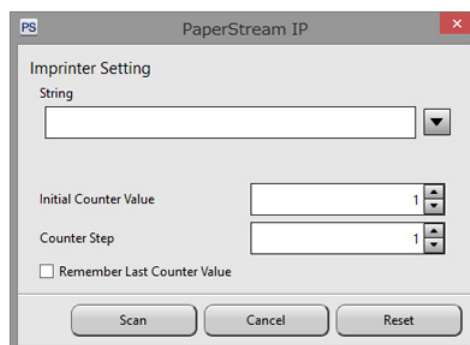 PS PaperStream IP
Imprinter Setting
String
Initial Counter Value 1
Counter Step 1
Remember Last Counter Value
Scan Cancel Reset